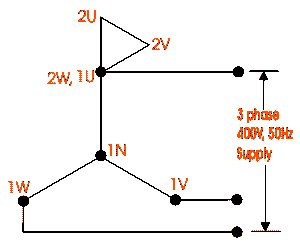 2U
2V
2W, 1U
3 phase
400V, 50Hz
Supply
1N
1W
1V